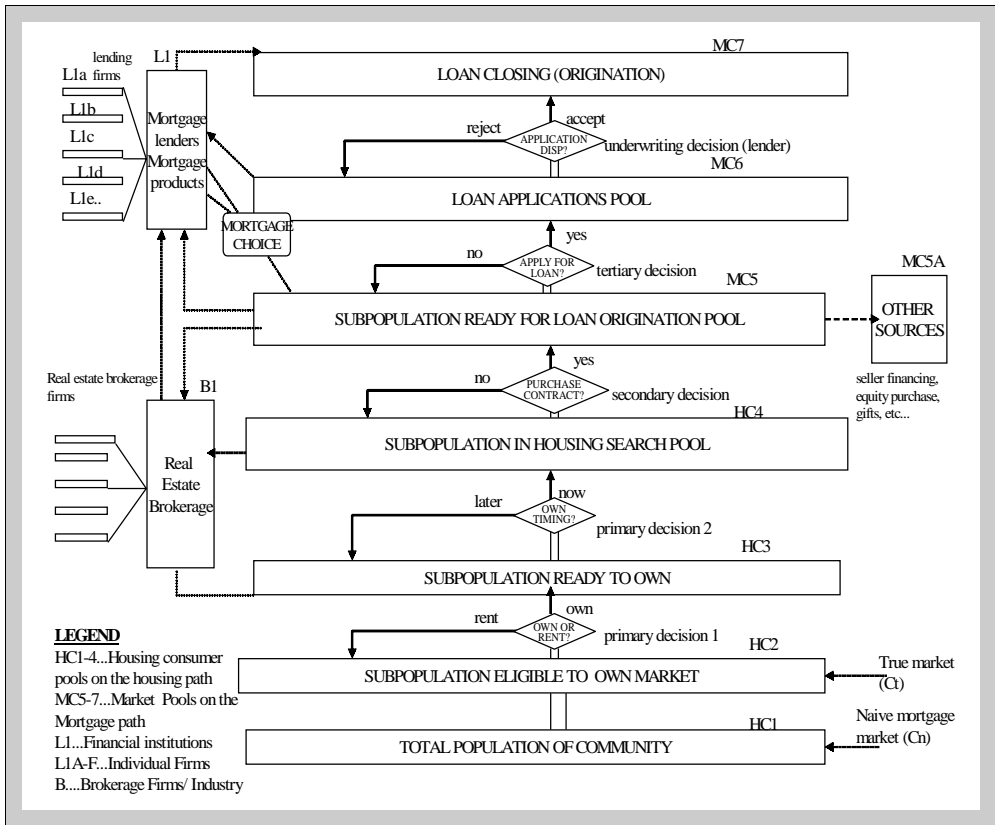 MC7
L1
lending
firms
LOAN CLOSING (ORIGINATION)
L1a
L1b
L1c
L1d
L1e..
Mortgage
lenders
Mortgage
products
accept
reject
APPLICATION
DISP?
underwriting decision (lender)
MC6
LOAN APPLICATIONS POOL
MORTGAGE
CHOICE
yes
no
APPLY FOR
LOAN?
tertiary decision
MC5
MC5A
SUBPOPULATION READY FOR LOAN ORIGINATION POOL
OTHER
SOURCES
yes
no
PURCHASE
CONTRACT?
secondary decision
seller financing,
equity purchase,
gifts, etc...
Real estate brokerage
firms
B1
HC4
SUBPOPULATION IN HOUSING SEARCH POOL
Real
Estate
Brokerage
now
later
OWN
TIMING?
primary decision 2
HC3
SUBPOPULATION READY TO OWN
own
rent
OWN OR
RENT?
primary decision 1
HC2
SUBPOPULATION ELIGIBLE TO OWN MARKET
True market
(Ct)
HC1
TOTAL POPULATION OF COMMUNITY
Naive mortgage
market (Cn)
LEGEND
HC1-4...Housing consumer
pools on the housing path
MC5-7...Market Pools on the
Mortgage path
L1...Financial institutions
L1A-F...Individual Firms
B....Brokerage Firms/ Industry